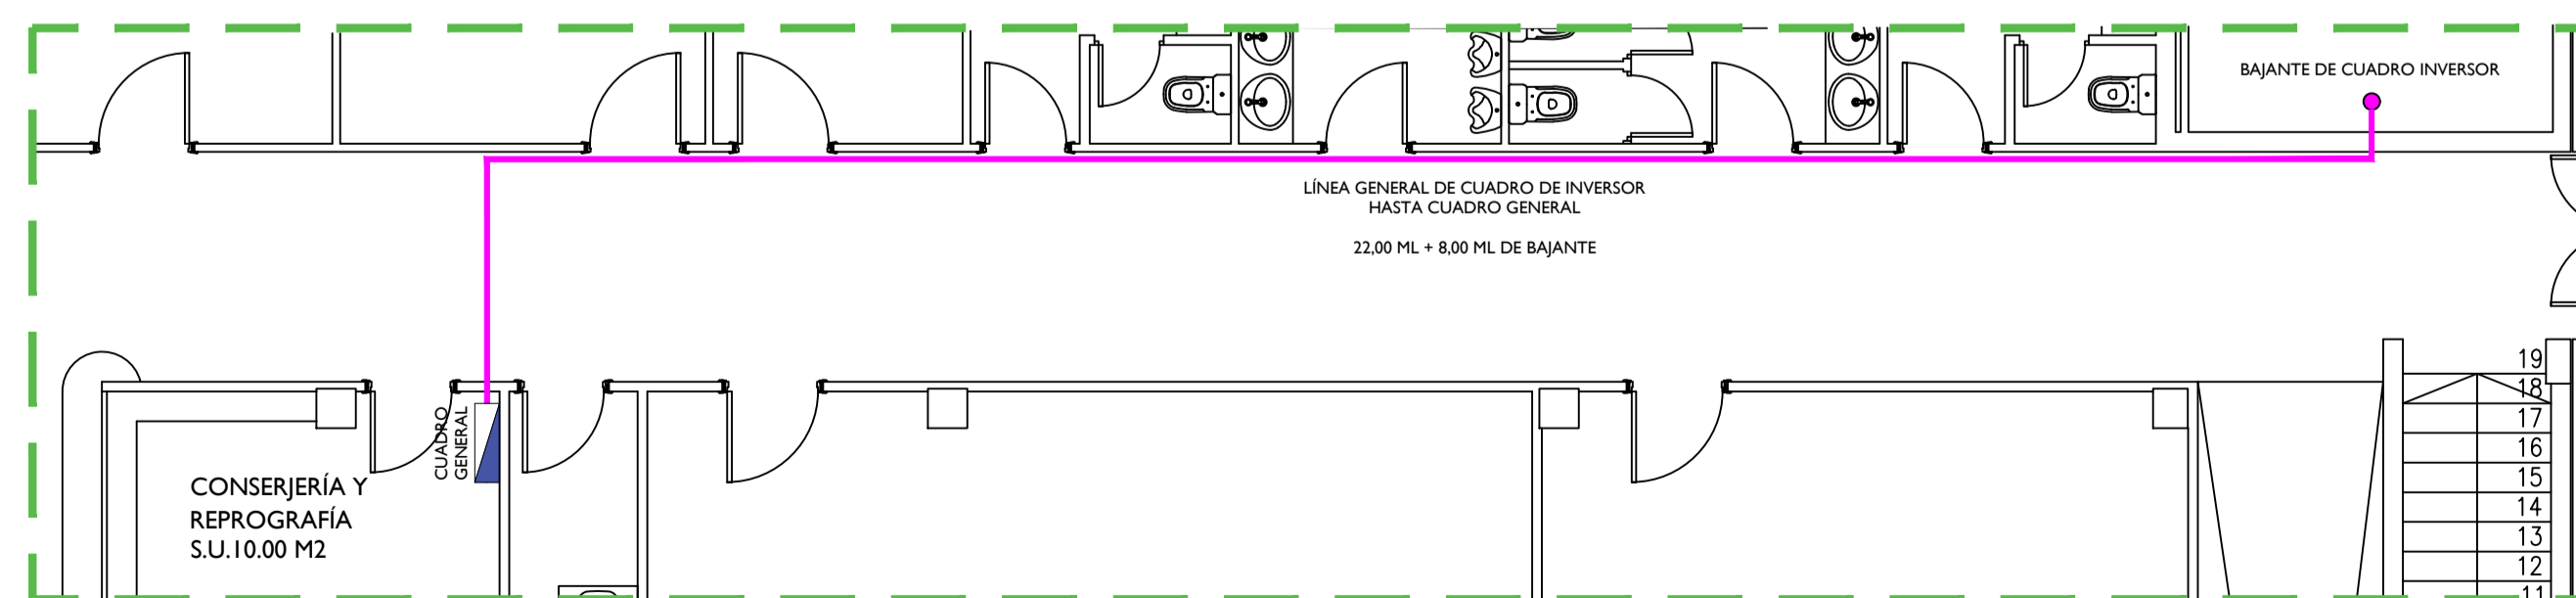 BAJANTE DE CUADRO INVERSOR
LÍNEA GENERAL DE CUADRO DE INVERSOR
HASTA CUADRO GENERAL
22,00 ML + 8,00 ML DE BAJANTE
CUADRO
GENERAL
CONSERJERÍA Y
REPROGRAFÍA
S.U.10.00 M2
19
18
17
16
15
14
13
12
11